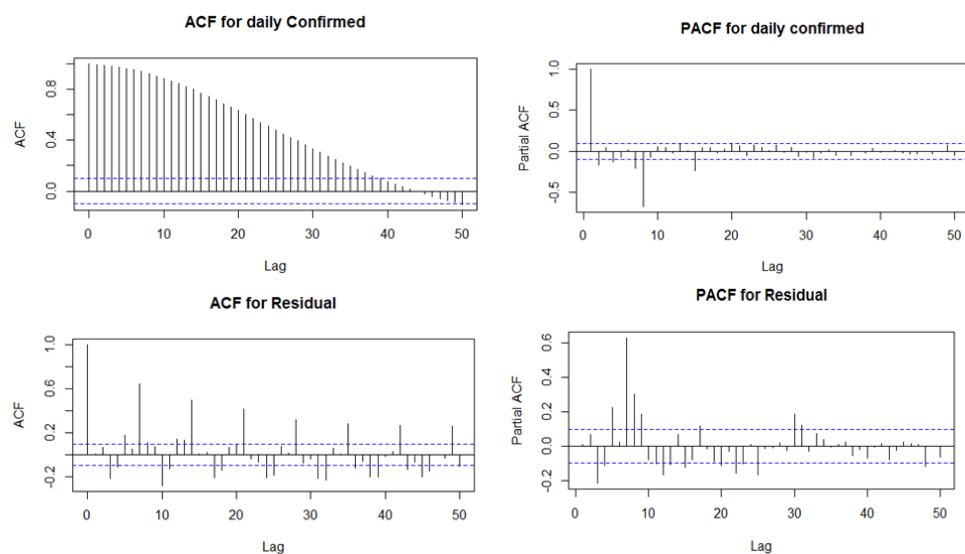 ACF for daily Confirmed
ACF
0.0 0.4 0.8
0 10 20 30 40 50
Lag
PACF for daily confirmed
Partial ACF
-0.5 0.0 0.5 1.0
0 10 20 30 40 50
Lag
ACF for Residual
ACF
-0.2 0.2 0.6 1.0
0 10 20 30 40 50
Lag
PACF for Residual
Partial ACF
-0.2 0.0 0.2 0.4 0.6
0 10 20 30 40 50
Lag